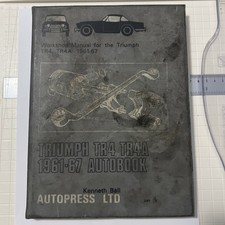 Workshop Manual for the Triumph
TR4, TR4A 1961-67
TRIUMPH TR4 TR4A
1961-67 AUTOBOOK
Kenneth Ball
AUTOPRESS LTD